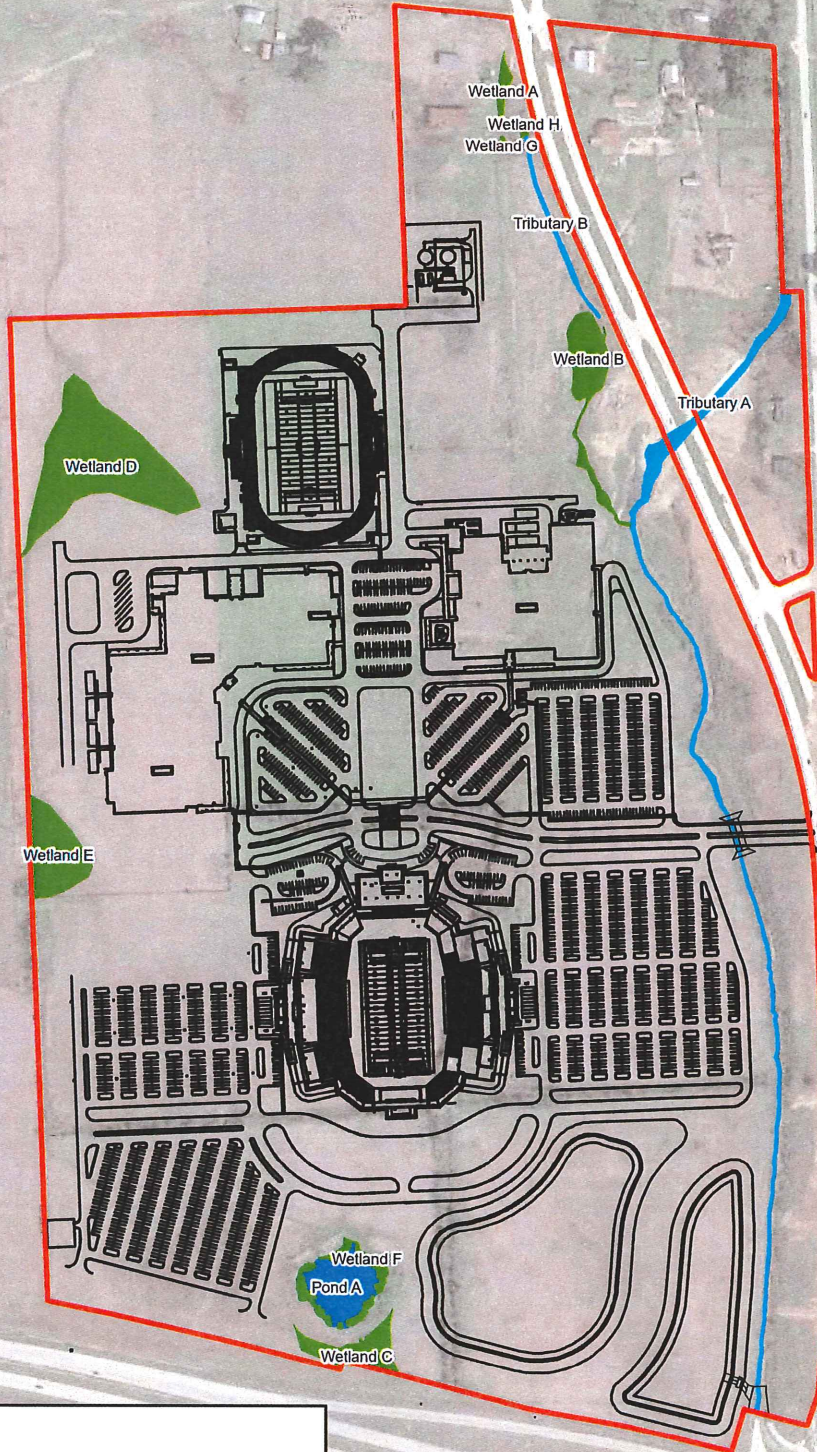 Wetland A
Wetland H
Wetland G
Tributary B
Wetland B
Tributary A
Wetland D
Wetland E
Wetland F
Pond A
Wetland C